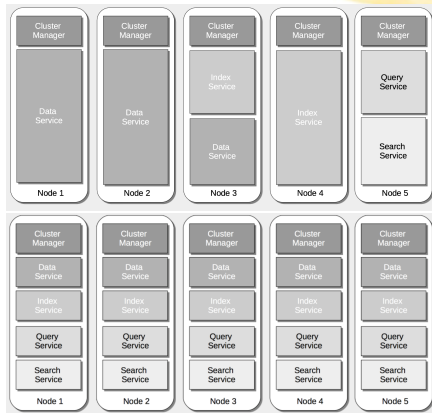 Cluster
Manager
Cluster
Manager
Cluster
Manager
Cluster
Manager
Cluster
Manager
Data
Service
Data
Service
Index
Service
Data
Service
Index
Service
Query
Service
Search
Service
Node 1
Node 2
Node 3
Node 4
Node 5
Cluster
Manager
Cluster
Manager
Cluster
Manager
Cluster
Manager
Cluster
Manager
Data
Service
Data
Service
Data
Service
Data
Service
Data
Service
Index
Service
Index
Service
Index
Service
Index
Service
Index
Service
Query
Service
Query
Service
Query
Service
Query
Service
Query
Service
Search
Service
Search
Service
Search
Service
Search
Service
Search
Service
Node 1
Node 2
Node 3
Node 4
Node 5